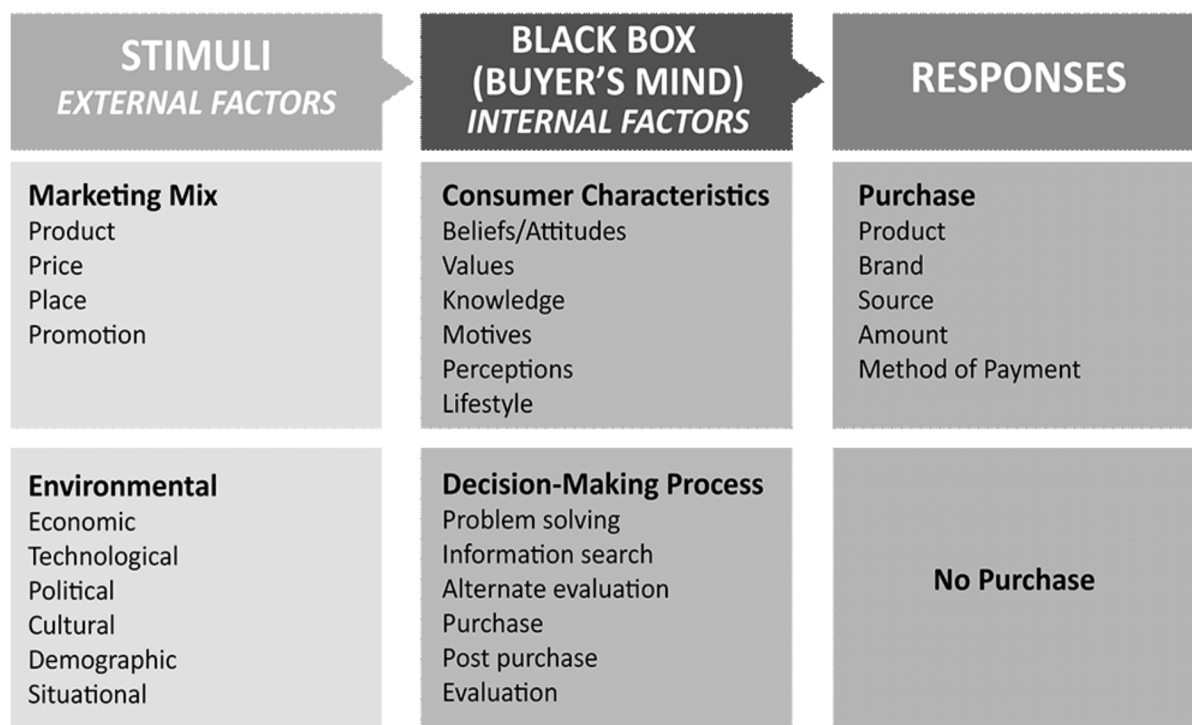 STIMULI
EXTERNAL FACTORS
BLACK BOX
(BUYER'S MIND)
INTERNAL FACTORS
RESPONSES
Marketing Mix
Product
Price
Place
Promotion
Consumer Characteristics
Beliefs/Attitudes
Values
Knowledge
Motives
Perceptions
Lifestyle
Purchase
Product
Brand
Source
Amount
Method of Payment
Environmental
Economic
Technological
Political
Cultural
Demographic
Situational
Decision-Making Process
Problem solving
Information search
Alternate evaluation
Purchase
Post purchase
Evaluation
No Purchase